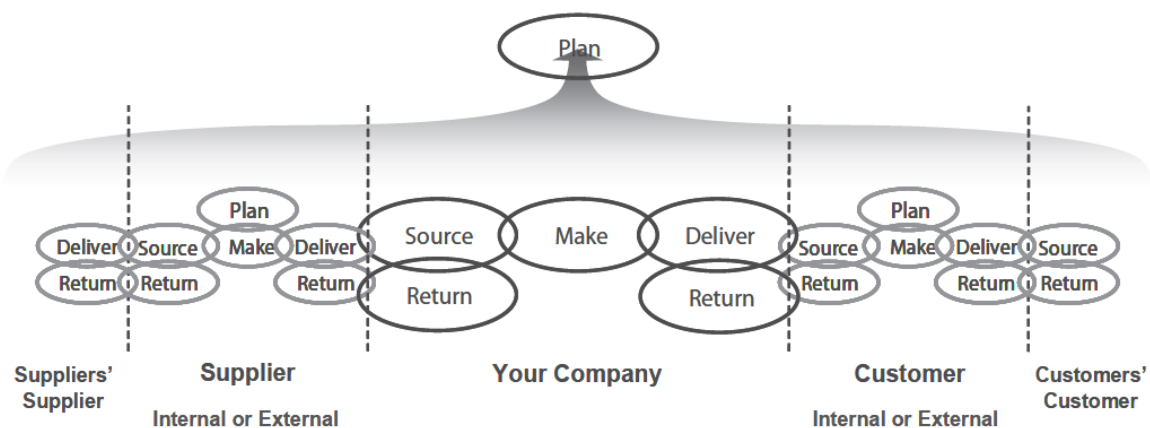 Plan
Plan
Plan
Deliver Source Make Deliver Source Make Deliver Source Make Deliver Source
Return Return Return Return Return Return Return Return
Suppliers’ Supplier Your Company Customer Customers’
Supplier Customer
Internal or External Internal or External